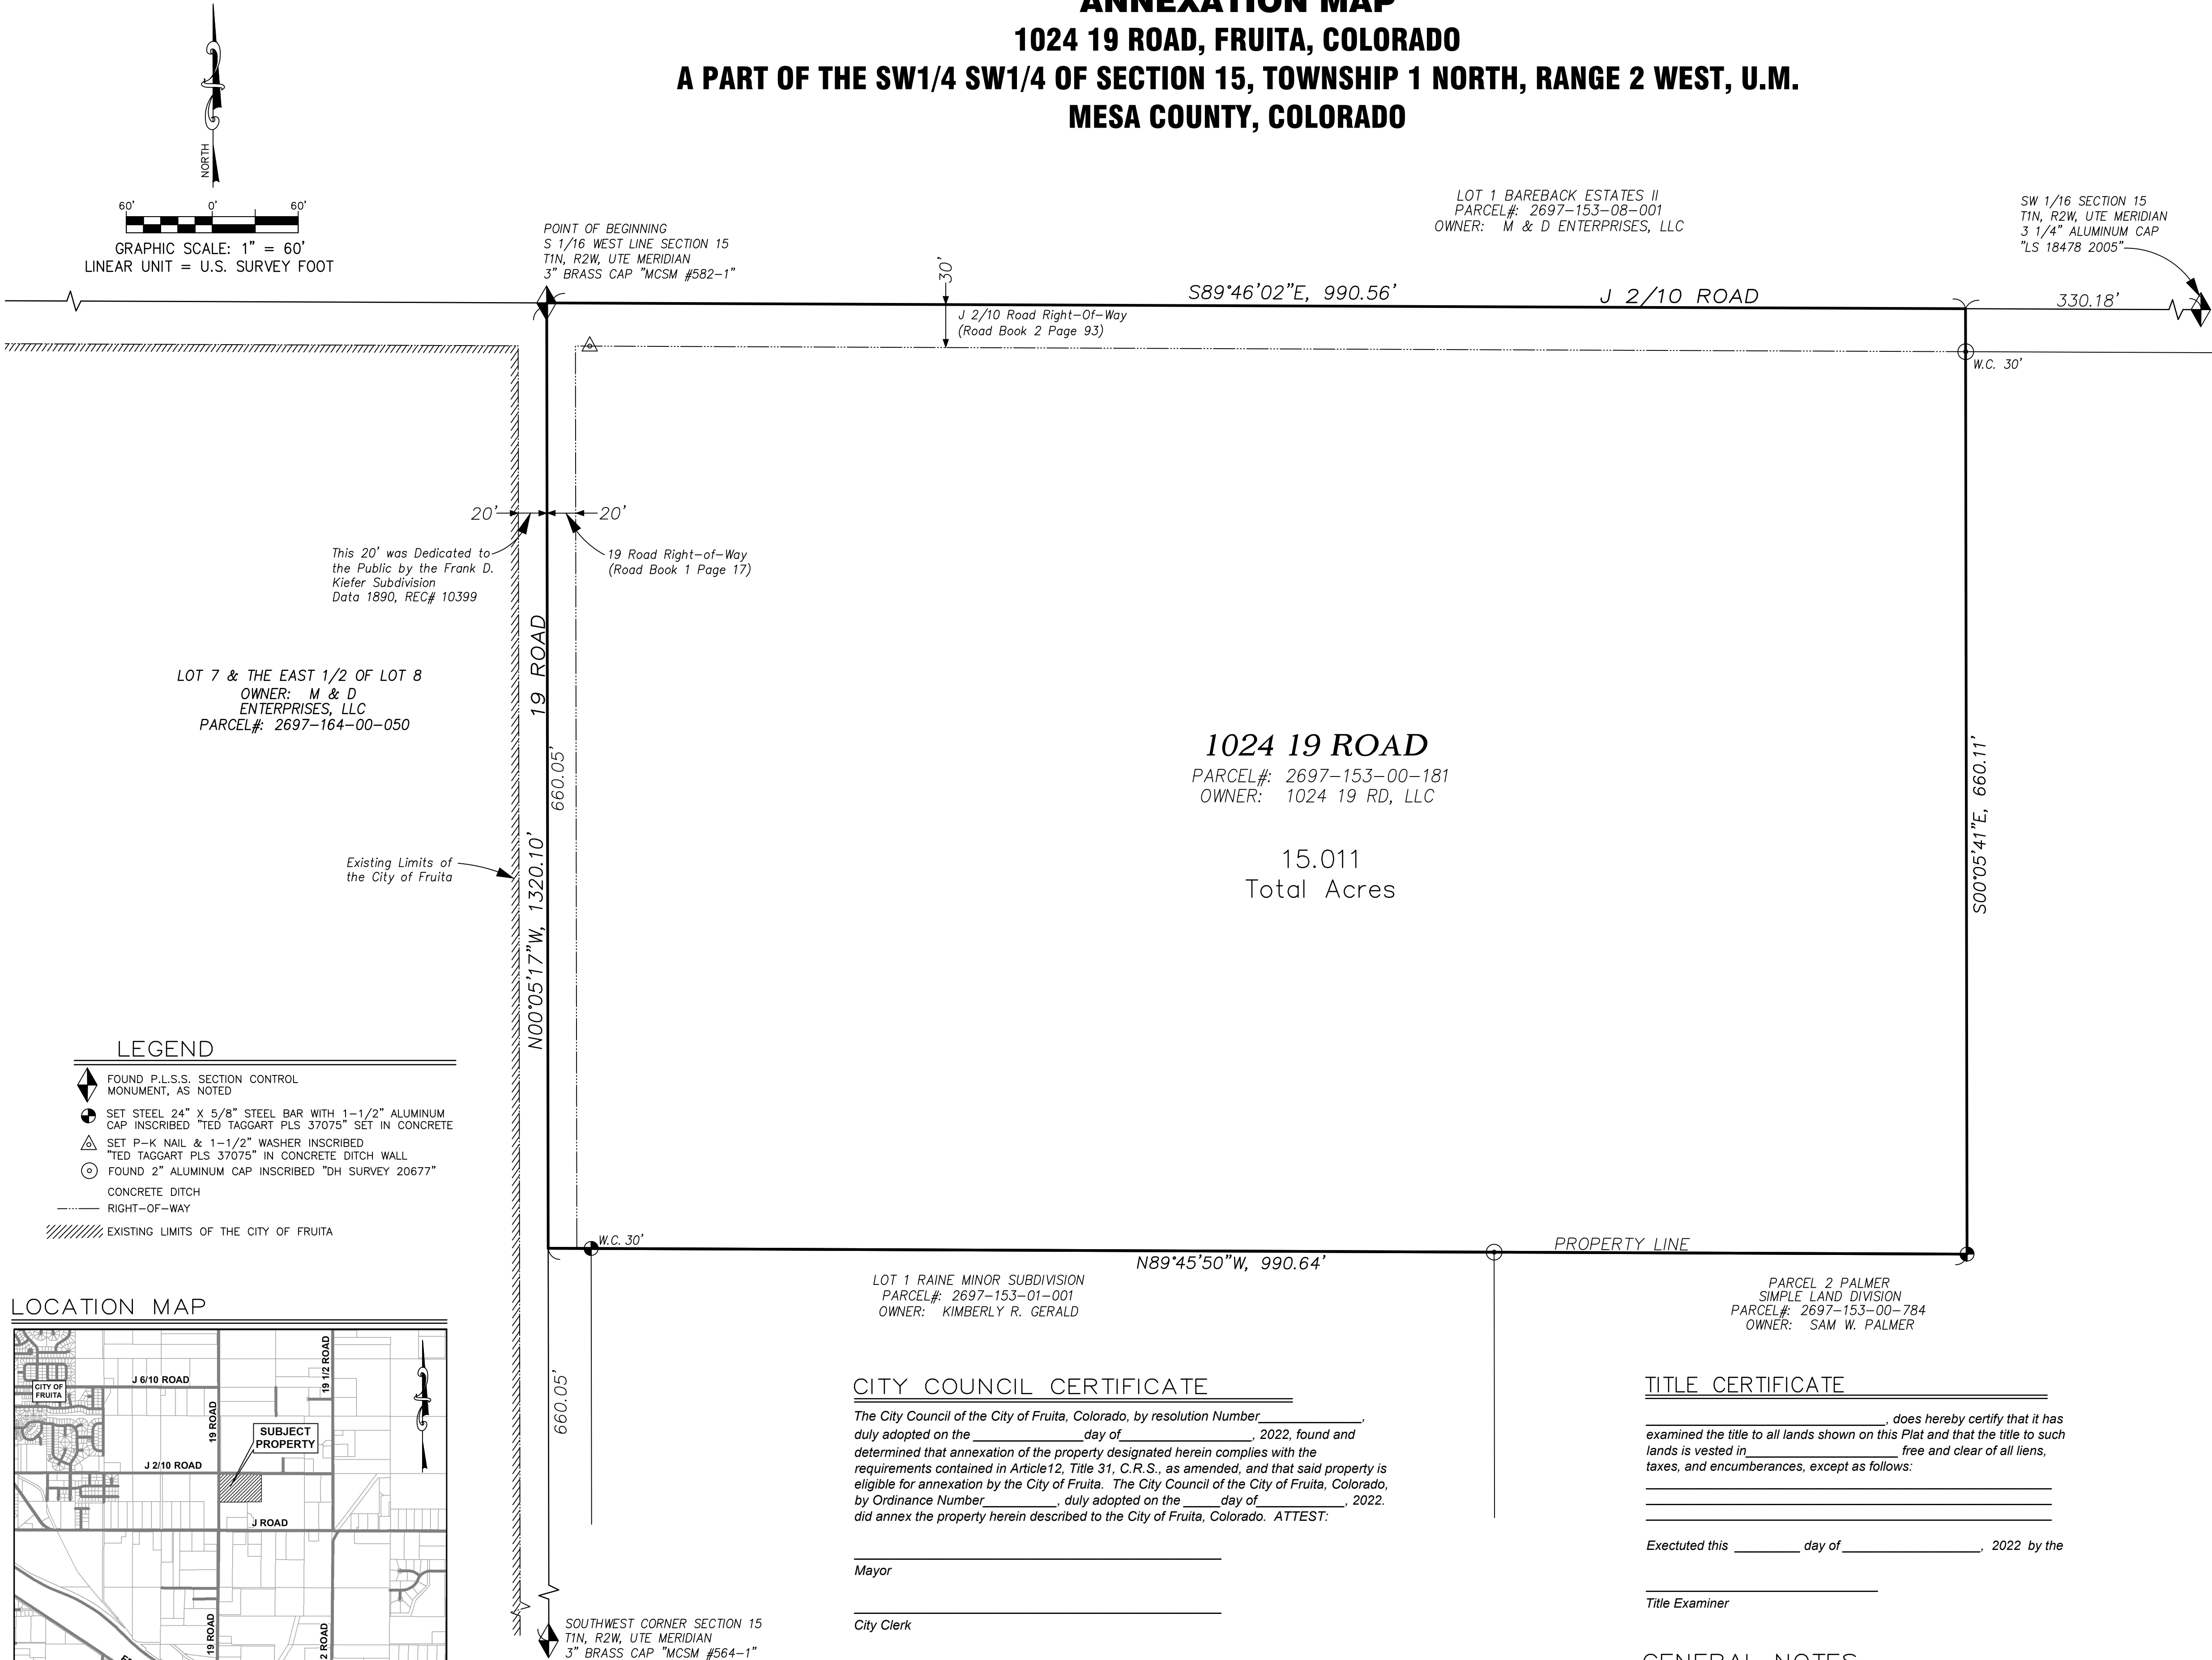 ANNEXATION MAP
1024 19 ROAD, FRUITA, COLORADO
A PART OF THE SW1/4 SW1/4 OF SECTION 15, TOWNSHIP 1 NORTH, RANGE 2 WEST, U.M.
MESA COUNTY, COLORADO
NORTH
60' 0' 60'
GRAPHIC SCALE: 1" = 60'
LINEAR UNIT = U.S. SURVEY FOOT
POINT OF BEGINNING
S 1/16 WEST LINE SECTION 15
T1N, R2W, UTE MERIDIAN
3" BRASS CAP "MCSM #582-1"
LOT 1 BAREBACK ESTATES II
PARCEL#: 2697-153-08-001
OWNER: M & D ENTERPRISES, LLC
SW 1/16 SECTION 15
T1N, R2W, UTE MERIDIAN
3 1/4" ALUMINUM CAP
"LS 18478 2005"
30'
S89°46'02"E, 990.56'
J 2/10 ROAD
330.18'
J 2/10 Road Right-Of-Way
(Road Book 2 Page 93)
W.C. 30'
20'
20'
This 20' was Dedicated to
the Public by the Frank D.
Kiefer Subdivision
Data 1890, REC# 10399
19 Road Right-of-Way
(Road Book 1 Page 17)
19 ROAD
LOT 7 & THE EAST 1/2 OF LOT 8
OWNER: M & D
ENTERPRISES, LLC
PARCEL#: 2697-164-00-050
660.05'
N00°05'17"W, 1320.10'
Existing Limits of
the City of Fruita
1024 19 ROAD
PARCEL#: 2697-153-00-181
OWNER: 1024 19 RD, LLC
15.011
Total Acres
S00°05'41"E, 660.11'
LEGEND
FOUND P.L.S.S. SECTION CONTROL
MONUMENT, AS NOTED
SET STEEL 24" X 5/8" STEEL BAR WITH 1-1/2" ALUMINUM
CAP INSCRIBED "TED TAGGART PLS 37075" SET IN CONCRETE
SET P-K NAIL & 1-1/2" WASHER INSCRIBED
"TED TAGGART PLS 37075" IN CONCRETE DITCH WALL
FOUND 2" ALUMINUM CAP INSCRIBED "DH SURVEY 20677"
CONCRETE DITCH
RIGHT-OF-WAY
EXISTING LIMITS OF THE CITY OF FRUITA
W.C. 30'
N89°45'50"W, 990.64'
PROPERTY LINE
LOT 1 RAINE MINOR SUBDIVISION
PARCEL#: 2697-153-01-001
OWNER: KIMBERLY R. GERALD
PARCEL 2 PALMER
SIMPLE LAND DIVISION
PARCEL#: 2697-153-00-784
OWNER: SAM W. PALMER
660.05'
LOCATION MAP
CITY OF
FRUITA
J 6/10 ROAD
19 1/2 ROAD
19 ROAD
SUBJECT
PROPERTY
J 2/10 ROAD
J ROAD
19 ROAD
2 ROAD
SOUTHWEST CORNER SECTION 15
T1N, R2W, UTE MERIDIAN
3" BRASS CAP "MCSM #564-1"
CITY COUNCIL CERTIFICATE
The City Council of the City of Fruita, Colorado, by resolution Number______________,
duly adopted on the _______________day of__________________, 2022, found and
determined that annexation of the property designated herein complies with the
requirements contained in Article12, Title 31, C.R.S., as amended, and that said property is
eligible for annexation by the City of Fruita. The City Council of the City of Fruita, Colorado,
by Ordinance Number__________, duly adopted on the _____day of____________, 2022.
did annex the property herein described to the City of Fruita, Colorado. ATTEST:
Mayor
City Clerk
TITLE CERTIFICATE
________________________________, does hereby certify that it has
examined the title to all lands shown on this Plat and that the title to such
lands is vested in____________________ free and clear of all liens,
taxes, and encumberances, except as follows:
Exectuted this _________ day of ___________________, 2022 by the
Title Examiner
GENERAL NOTES